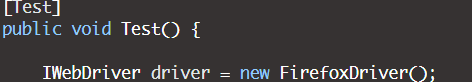 [Test]
public void Test() {
IWebDriver driver = new FirefoxDriver();